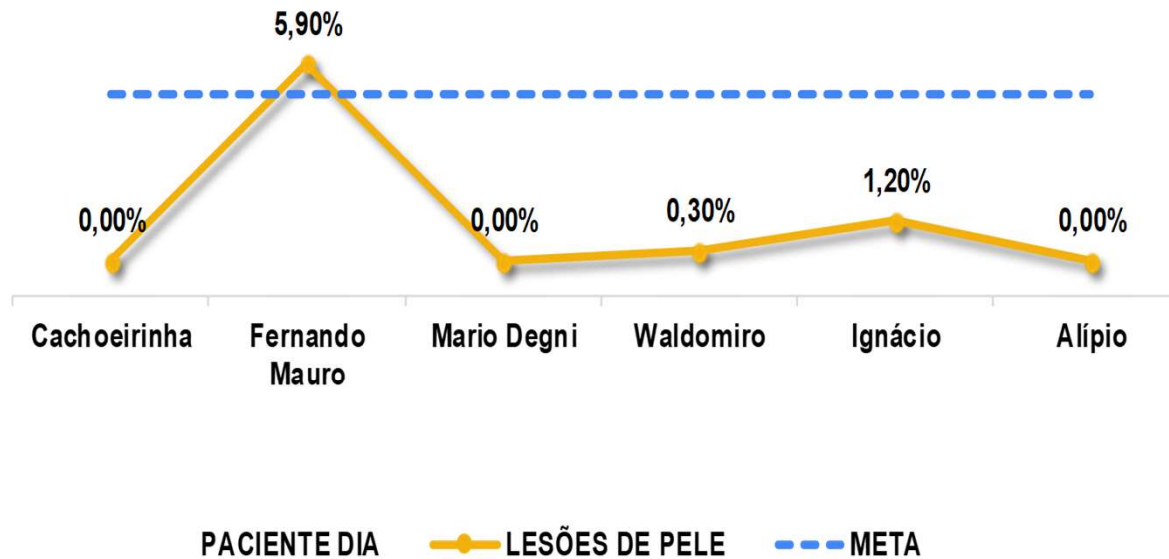 5,90%
0,00%
0,00%
0,30%
1,20%
0,00%
Cachoeirinha
Fernando
Mauro
Mario Degni
Waldomiro
Ignácio
Alípio
PACIENTE DIA
LESÕES DE PELE
META